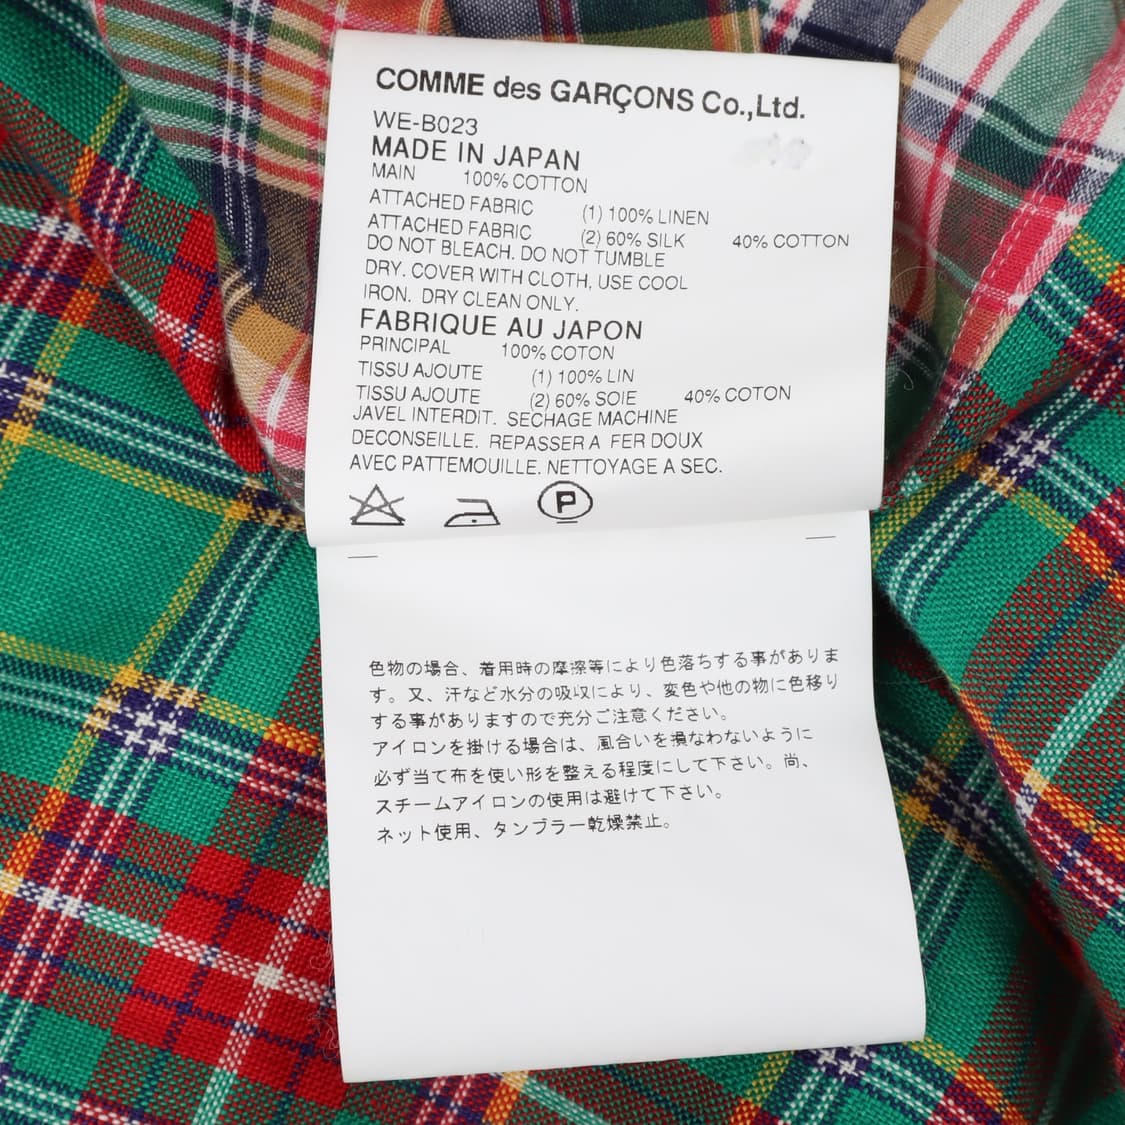 COMME des GARÇONS Co.,Ltd.
WE-B023
MADE IN JAPAN
MAIN 100% COTTON
ATTACHED FABRIC (1) 100% LINEN
ATTACHED FABRIC (2) 60% SILK 40% COTTON
DO NOT BLEACH. DO NOT TUMBLE
DRY. COVER WITH CLOTH, USE COOL
IRON. DRY CLEAN ONLY.
FABRIQUE AU JAPON
PRINCIPAL 100% COTON
TISSU AJOUTE (1) 100% LIN
TISSU AJOUTE (2) 60% SOIE 40% COTON
JAVEL INTERDIT. SECHAGE MACHINE
DECONSEILLE. REPASSER A FER DOUX
AVEC PATTEMOUILLE. NETTOYAGE A SEC.
P
色物の場合、着用時の摩擦等により色落ちする事がありま
す。又、汗など水分の吸収により、変色や他の物に色移り
する事がありますので充分ご注意ください。
アイロンを掛ける場合は、風合いを損なわないように
必ず当て布を使い形を整える程度にして下さい。尚、
スチームアイロンの使用は避けて下さい。
ネット使用、タンブラー乾燥禁止。